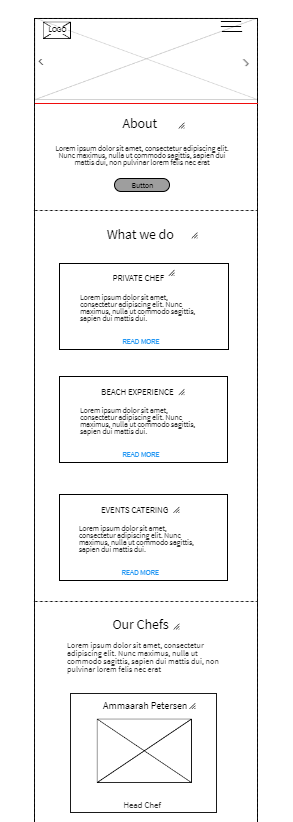 LOGO
About
Lorem ipsum dolor sit amet, consectetur adipiscing elit.
Nunc maximus, nulla ut commodo sagittis, sapien dui
mattis dui, non pulvinar lorem felis nec erat
Button
What we do
PRIVATE CHEF
Lorem ipsum dolor sit amet,
consectetur adipiscing elit. Nunc
maximus, nulla ut commodo sagittis,
sapien dui mattis dui.
READ MORE
BEACH EXPERIENCE
Lorem ipsum dolor sit amet,
consectetur adipiscing elit. Nunc
maximus, nulla ut commodo sagittis,
sapien dui mattis dui.
READ MORE
EVENTS CATERING
Lorem ipsum dolor sit amet,
consectetur adipiscing elit. Nunc
maximus, nulla ut commodo sagittis,
sapien dui mattis dui.
READ MORE
Our Chefs
Lorem ipsum dolor sit amet, consectetur
adipiscing elit. Nunc maximus, nulla ut
commodo sagittis, sapien dui mattis dui, non
pulvinar lorem felis nec erat
Ammaarah Petersen
Head Chef